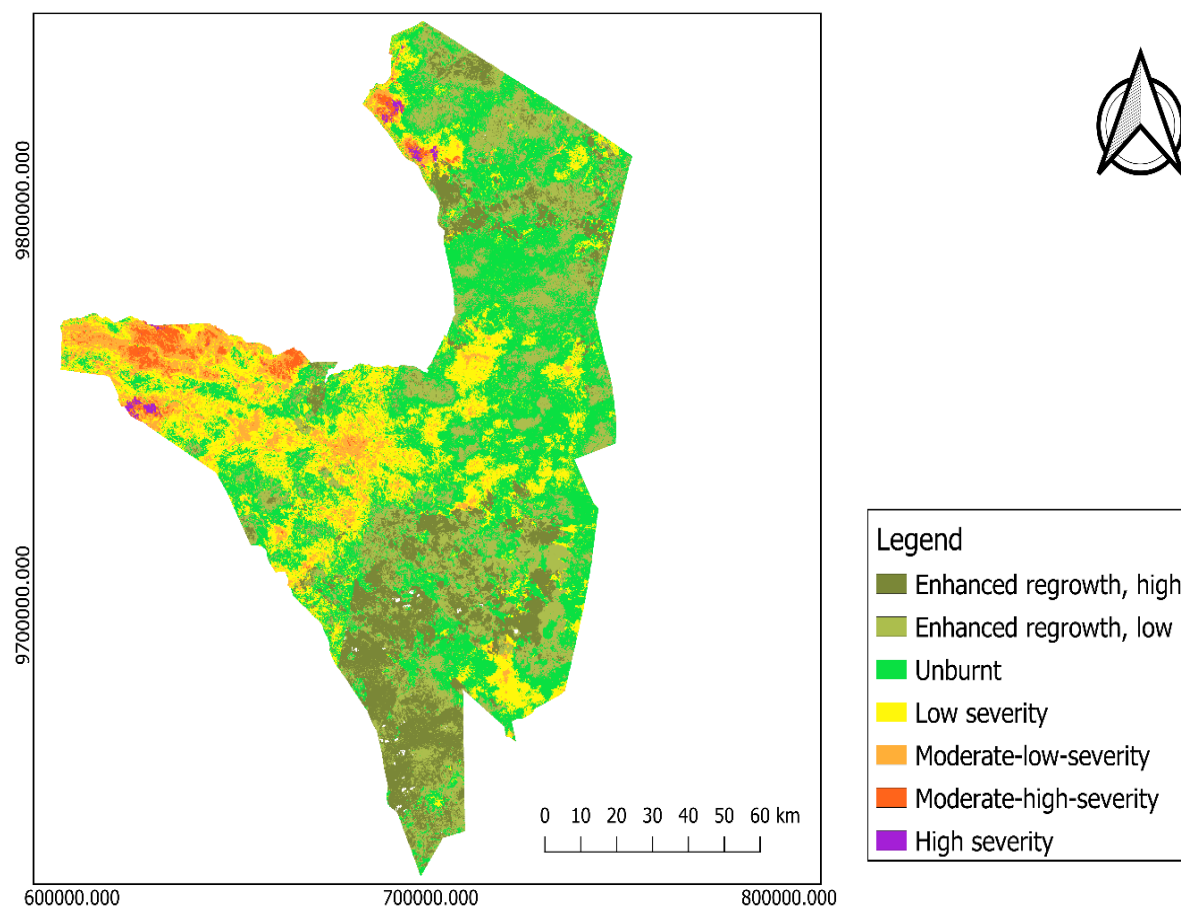 9800000.000
9700000.000
600000.000
700000.000
800000.000
0 10 20 30 40 50 60 km
Legend
Enhanced regrowth, high
Enhanced regrowth, low
Unburnt
Low severity
Moderate-low-severity
Moderate-high-severity
High severity